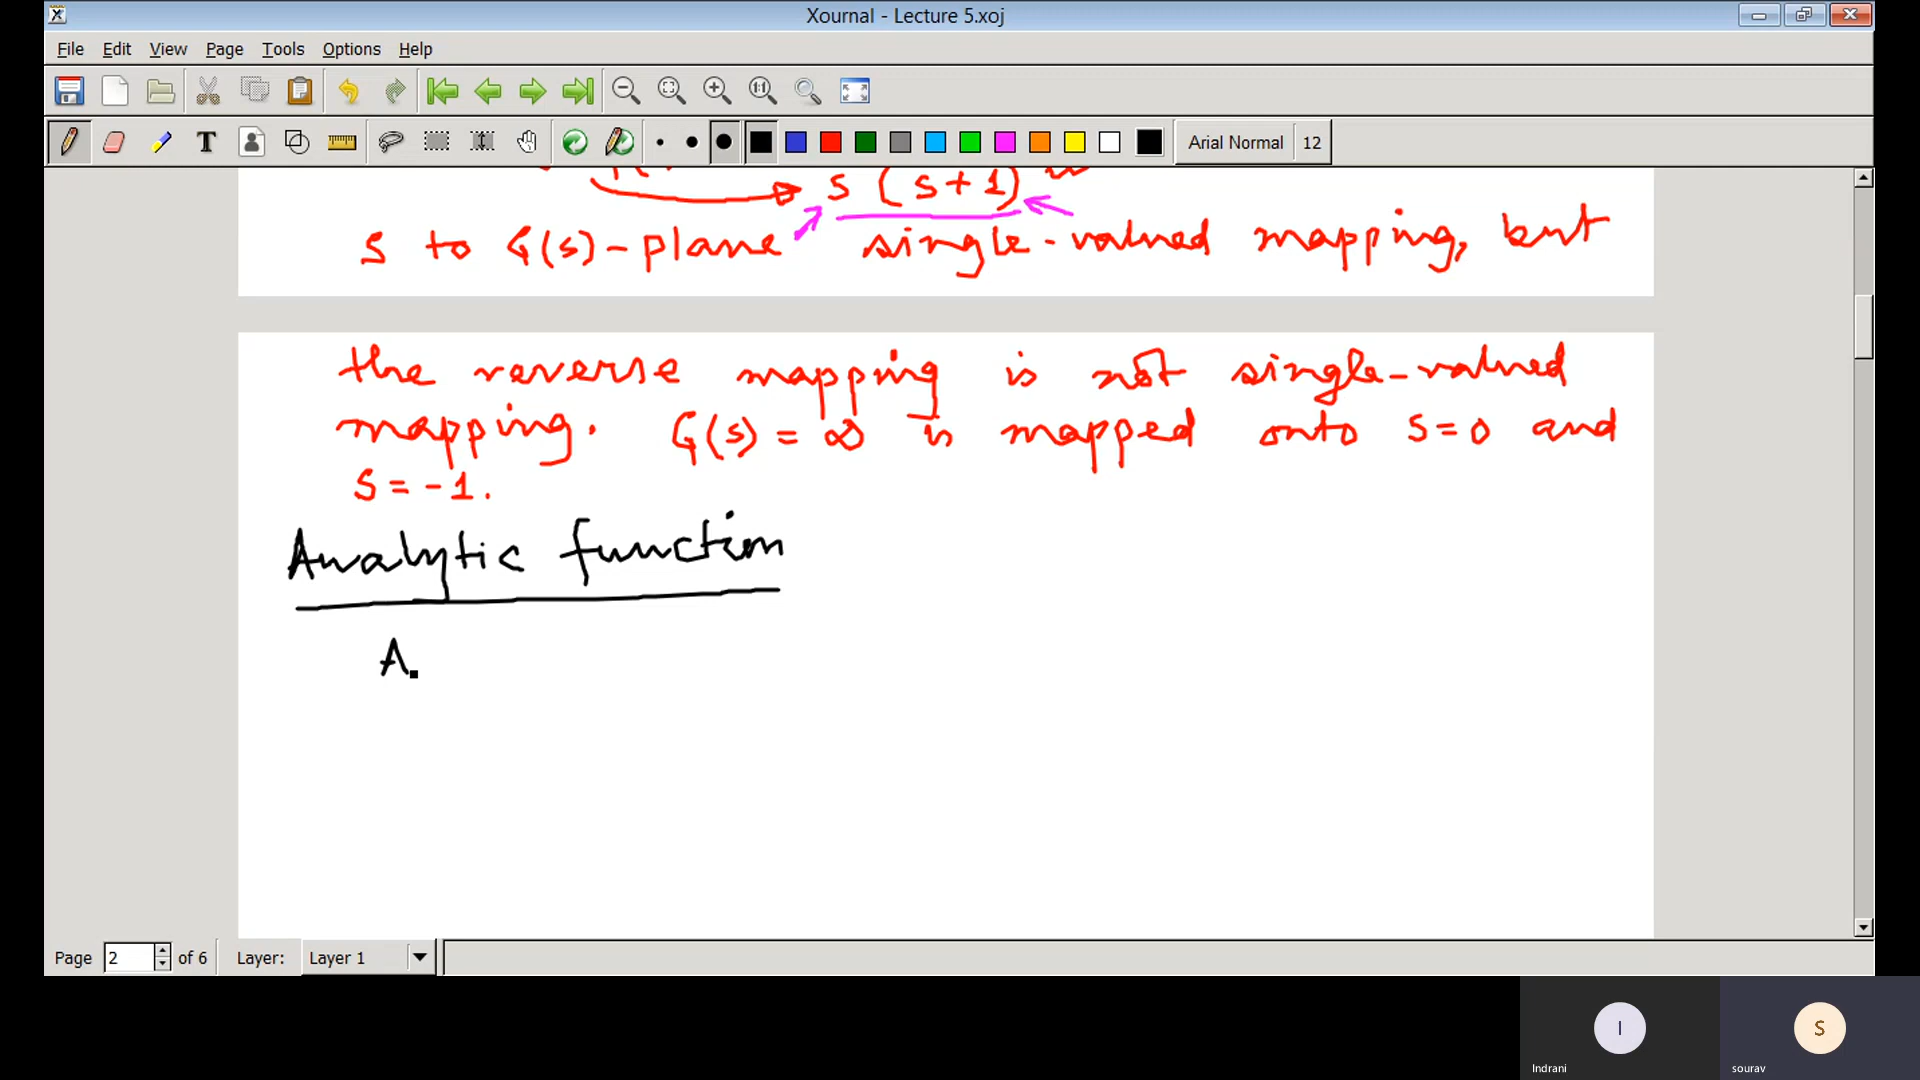 Xournal - Lecture 5.xoj
File Edit View Page Tools Options Help
Arial Normal 12
s (s+1)
s to G(s)-plane single-valued mapping, but
the reverse mapping is not single-valued
mapping. G(s) = ∞ is mapped onto s=0 and
s = -1.
Analytic function
A
Page 2 of 6 Layer: Layer 1
I
Indrani
S
sourav